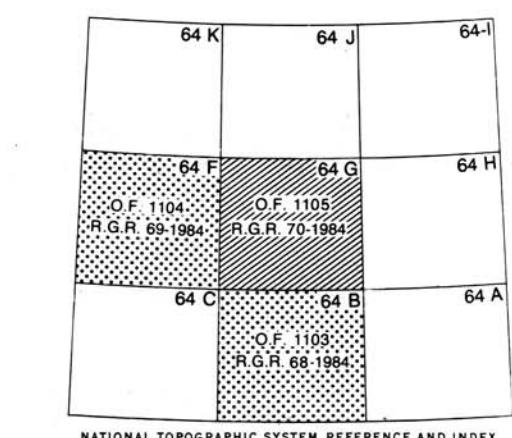 64 K
64 J
64-I
64 F
O.F. 1104
R.G.R. 69-1984
64 G
O.F. 1105
R.G.R. 70-1984
64 H
64 C
64 B
O.F. 1103
R.G.R. 68-1984
64 A
NATIONAL TOPOGRAPHIC SYSTEM REFERENCE AND INDEX